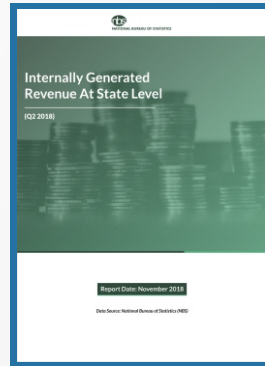 nbs
NATIONAL BUREAU OF STATISTICS
Internally Generated
Revenue At State Level
(Q2 2018)
Report Date: November 2018
Data Source: National Bureau of Statistics (NBS)